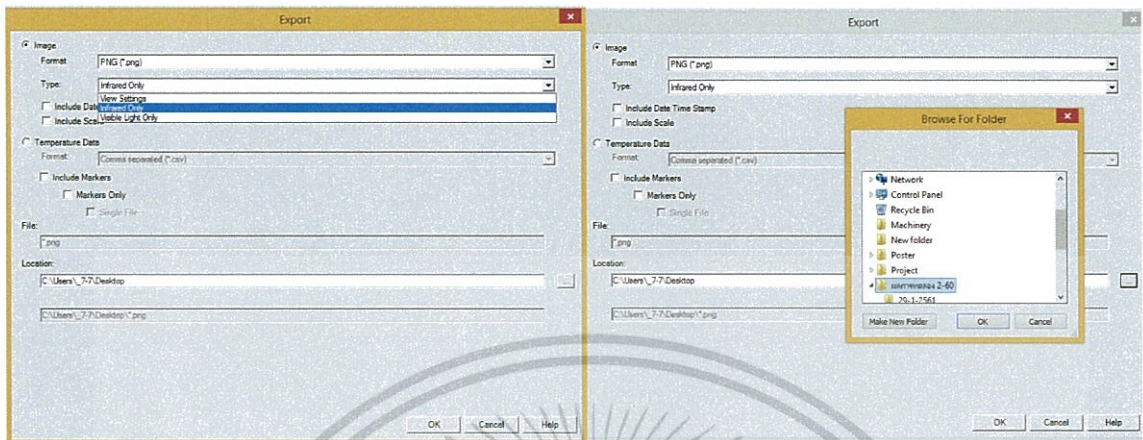 Export
Image
Format PNG (*.png)
Type: Infrared Only
View Settings
Infrared Only
Visible Light Only
Include Date
Include Scale
Temperature Data
Format: Comma separated (*.csv)
Include Markers
Markers Only
Single File
File:
*.png
Location:
C:\Users\_7-7\Desktop
...
C:\Users\_7-7\Desktop\*.png
OK Cancel Help
Export
Image
Format PNG (*.png)
Type: Infrared Only
Include Date Time Stamp
Include Scale
Temperature Data
Format: Comma separated (*.csv)
Include Markers
Markers Only
Single File
File:
*.png
Location:
C:\Users\_7-7\Desktop
...
C:\Users\_7-7\Desktop\*.png
OK Cancel Help
Browse For Folder
Network
Control Panel
Recycle Bin
Machinery
New folder
Poster
Project
2-60
29-1-2561
Make New Folder OK Cancel